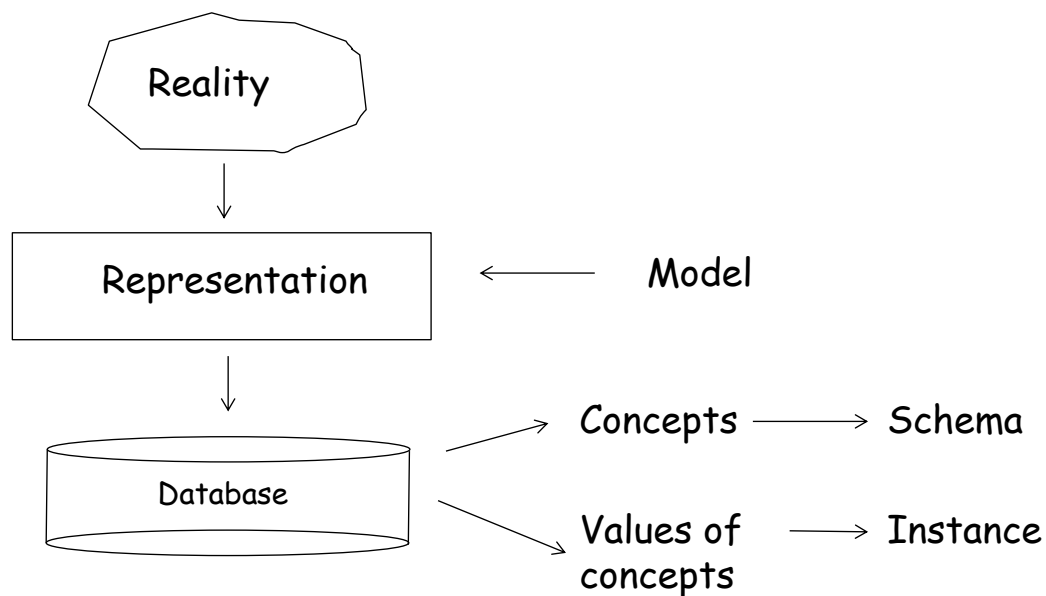 Reality
Representation
Model
Concepts
Schema
Database
Values of
concepts
Instance